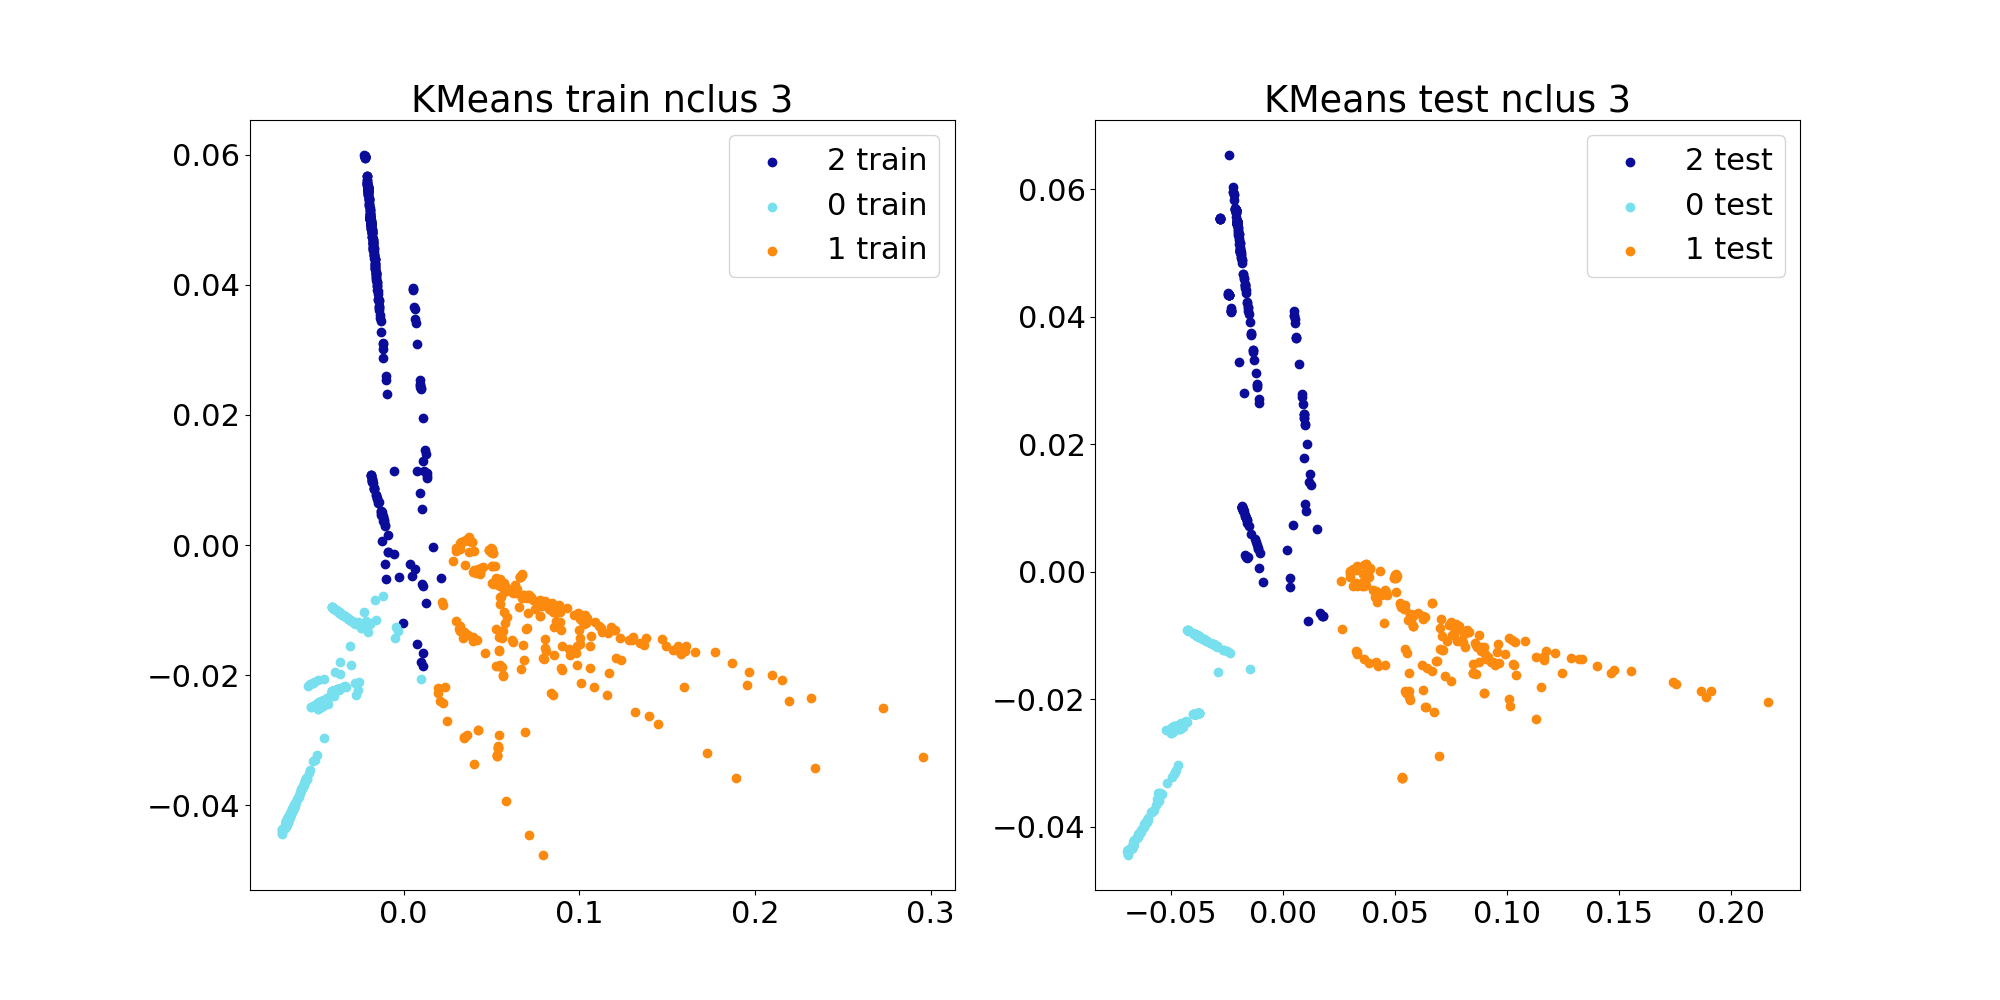 KMeans train nclus 3
0.06
0.04
0.02
0.00
−0.02
−0.04
0.0 0.1 0.2 0.3
2 train
0 train
1 train
KMeans test nclus 3
0.06
0.04
0.02
0.00
−0.02
−0.04
−0.05 0.00 0.05 0.10 0.15 0.20
2 test
0 test
1 test